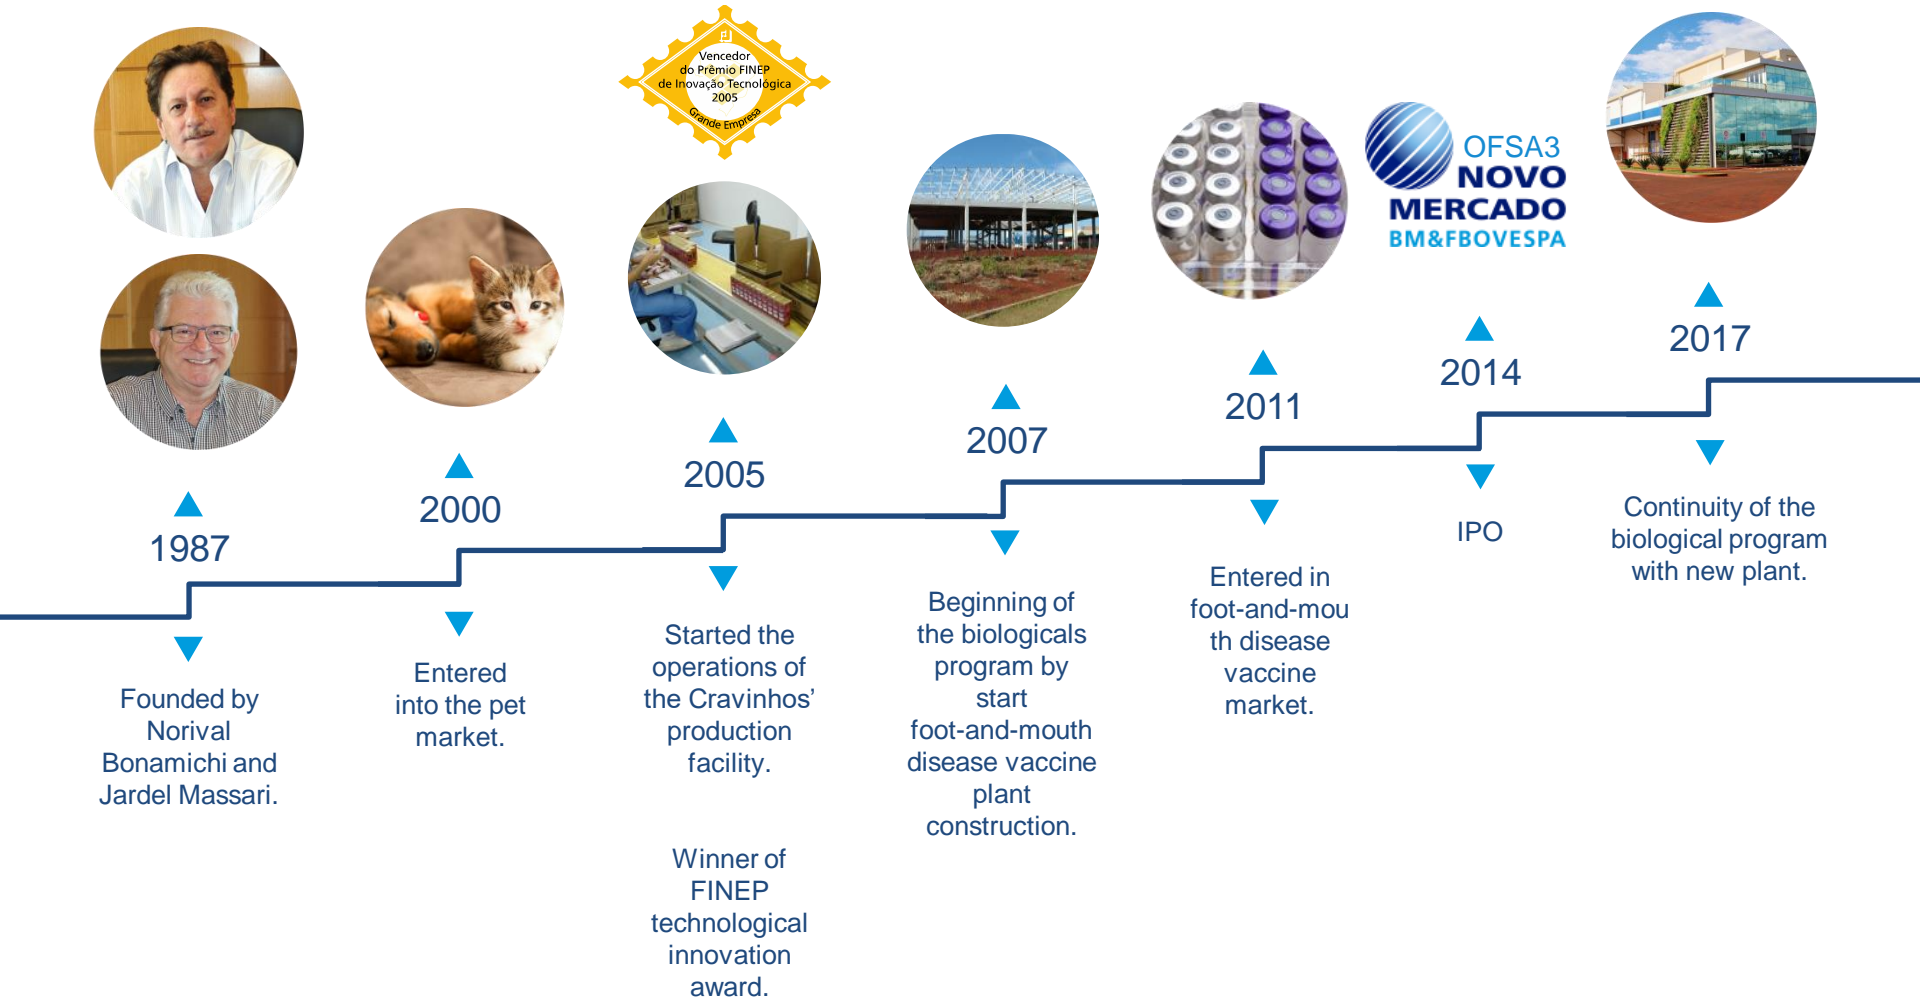 Vencedor
do Prêmio FINEP
de Inovação Tecnológica
2005
Grande Empresa
OFSA3
NOVO
MERCADO
BM&FBOVESPA
1987
Founded by
Norival
Bonamichi and
Jardel Massari.
2000
Entered
into the pet
market.
2005
Started the
operations of
the Cravinhos’
production
facility.
Winner of
FINEP
technological
innovation
award.
2007
Beginning of
the biologicals
program by
start
foot-and-mouth
disease vaccine
plant
construction.
2011
Entered in
foot-and-mou
th disease
vaccine
market.
2014
IPO
2017
Continuity of the
biological program
with new plant.